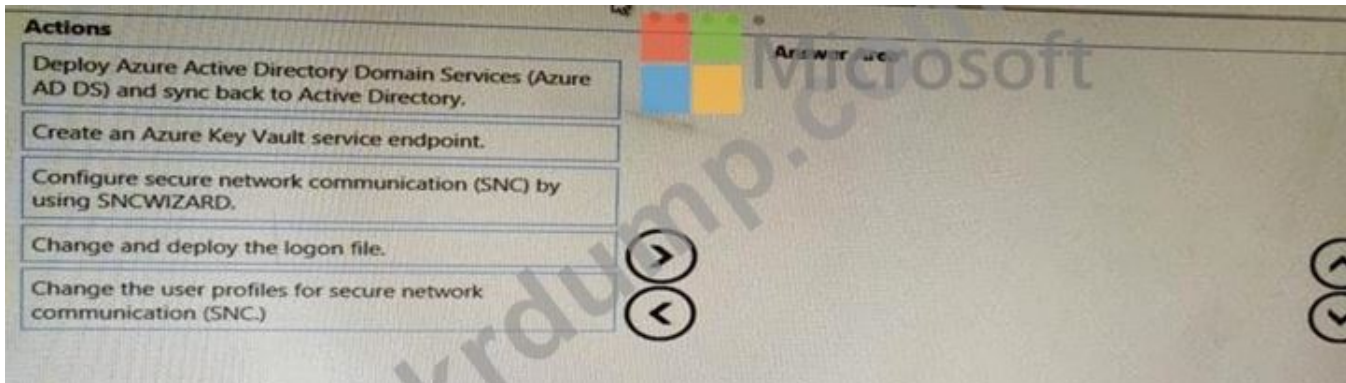 Actions
Deploy Azure Active Directory Domain Services (Azure
AD DS) and sync back to Active Directory.
Create an Azure Key Vault service endpoint.
Configure secure network communication (SNC) by
using SNCWIZARD.
Change and deploy the logon file.
Change the user profiles for secure network
communication (SNC.)
Microsoft